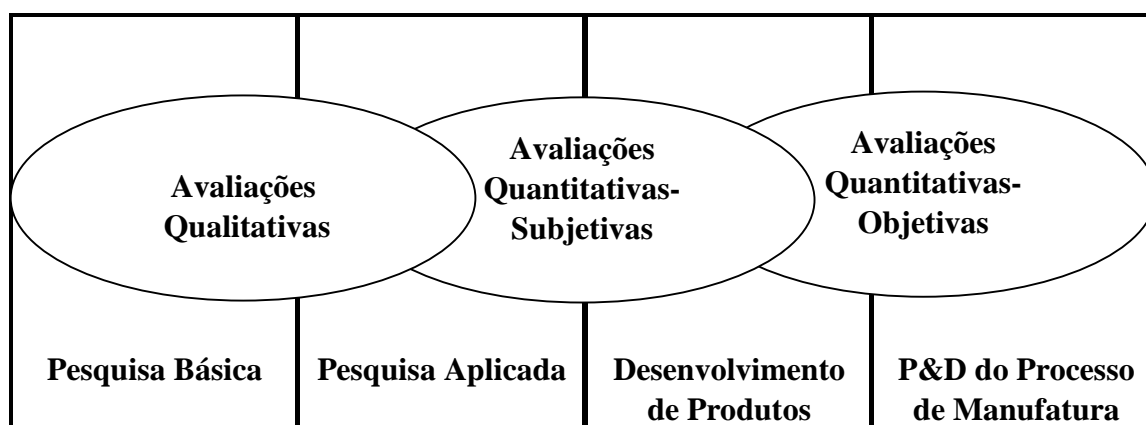 Avaliações
Qualitativas
Avaliações
Quantitativas-
Subjetivas
Avaliações
Quantitativas-
Objetivas
Pesquisa Básica
Pesquisa Aplicada
Desenvolvimento
de Produtos
P&D do Processo
de Manufatura